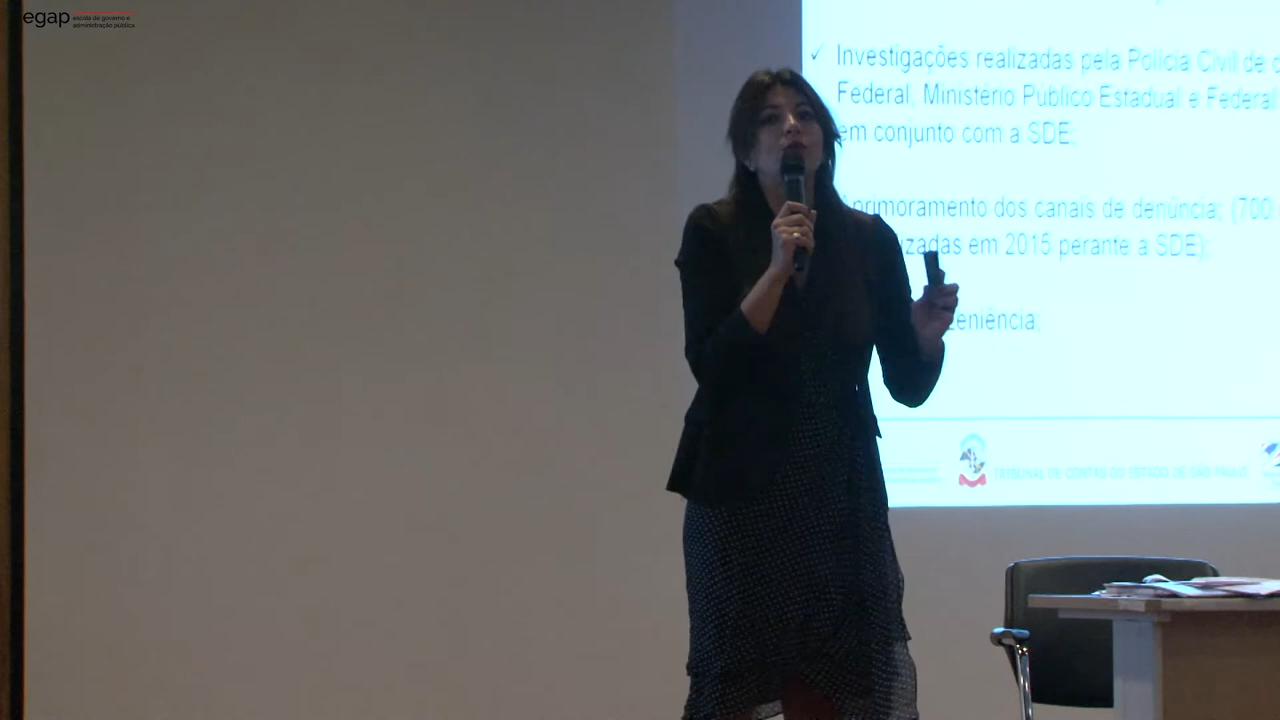 egap escola de governo e
administração pública
✓ Investigações realizadas pela Polícia Civil de
Federal, Ministério Público Estadual e Federal
em conjunto com a SDE;
primoramento dos canais de denúncia; (700
zadas em 2015 perante a SDE);
leniência;
TRIBUNAL DE CONTAS DO ESTADO DE SÃO PAULO